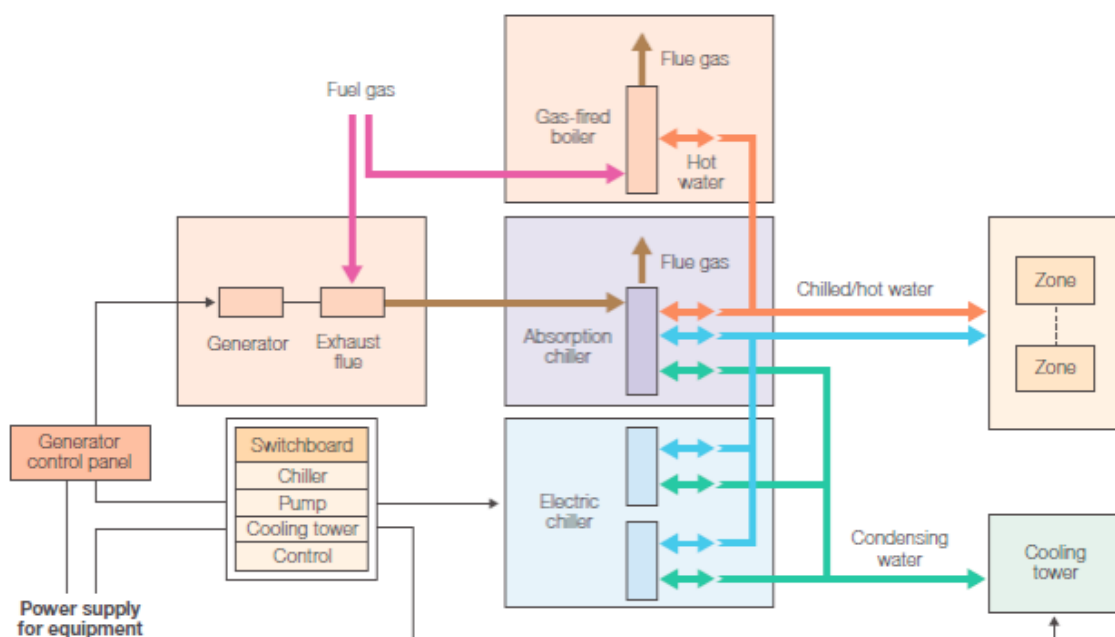 Flue gas
Fuel gas
Gas-fired
boiler
Hot
water
Flue gas
Chilled/hot water
Zone
Generator
Exhaust
flue
Absorption
chiller
Zone
Generator
control panel
Switchboard
Chiller
Pump
Cooling tower
Control
Electric
chiller
Condensing
water
Cooling
tower
Power supply
for equipment